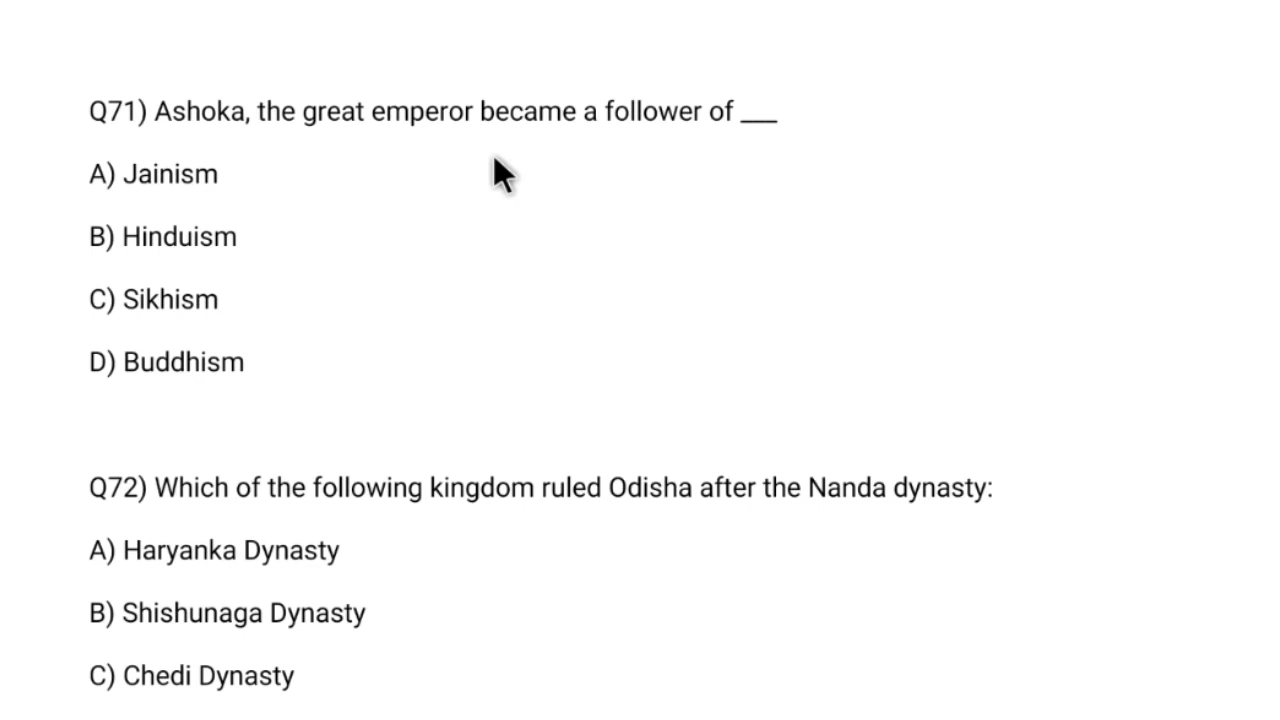 Q71) Ashoka, the great emperor became a follower of ___
A) Jainism
B) Hinduism
C) Sikhism
D) Buddhism
Q72) Which of the following kingdom ruled Odisha after the Nanda dynasty:
A) Haryanka Dynasty
B) Shishunaga Dynasty
C) Chedi Dynasty